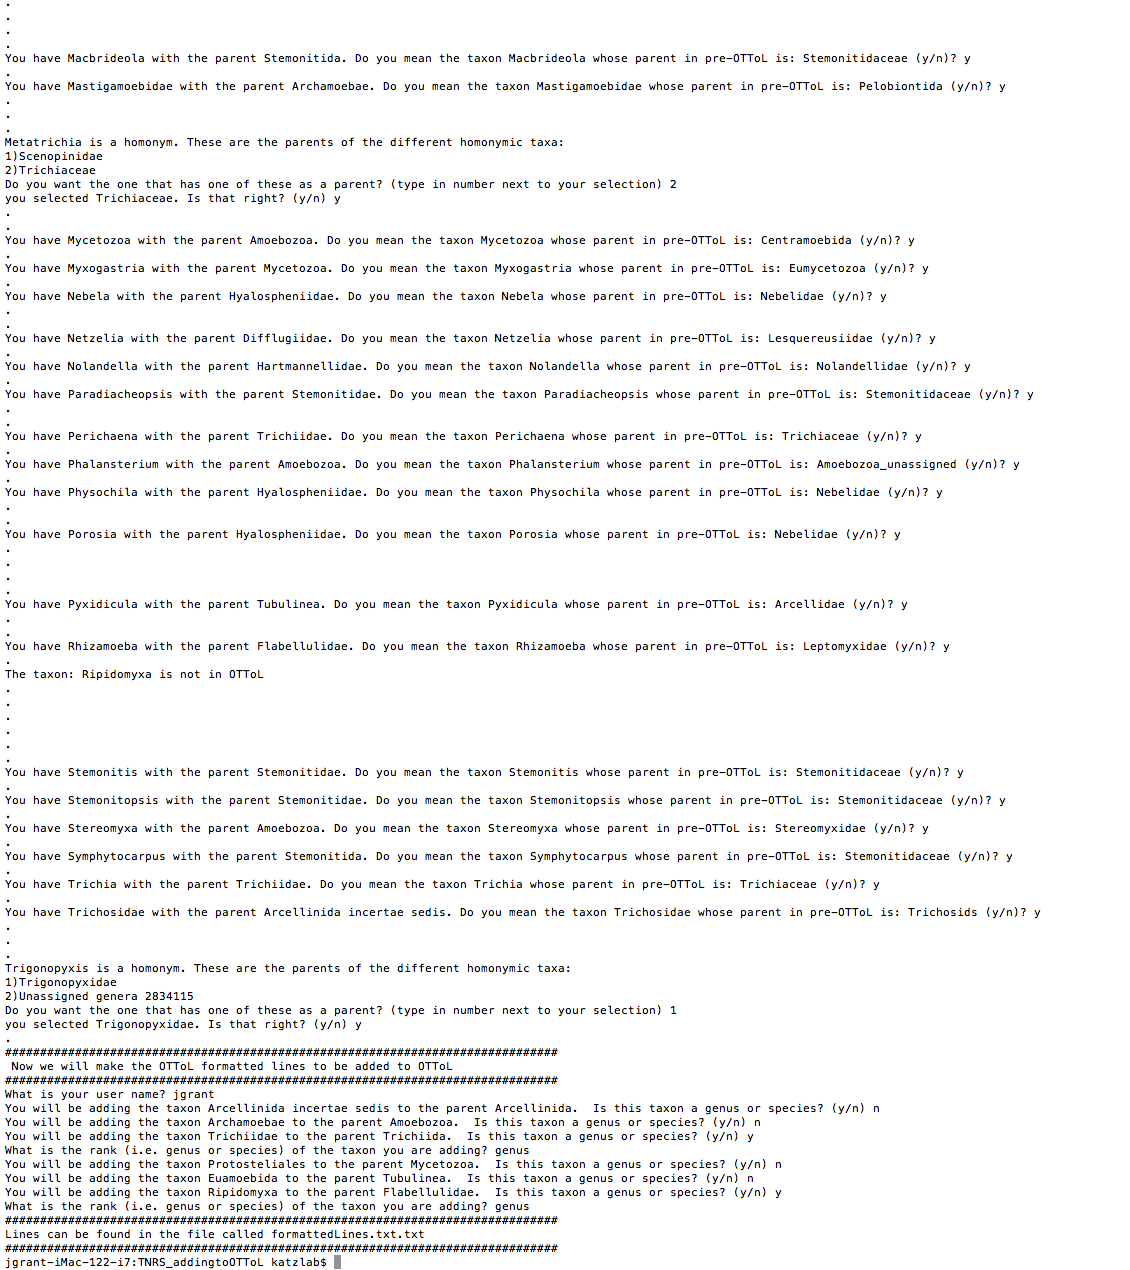 .
.
.
.
You have Macbrideola with the parent Stemonitida. Do you mean the taxon Macbrideola whose parent in pre-OTToL is: Stemonitidaceae (y/n)? y
.
You have Mastigamoebidae with the parent Archamoebae. Do you mean the taxon Mastigamoebidae whose parent in pre-OTToL is: Pelobiontida (y/n)? y
.
.
.
Metatrichia is a homonym. These are the parents of the different homonymic taxa:
1)Scenopinidae
2)Trichiaceae
Do you want the one that has one of these as a parent? (type in number next to your selection) 2
you selected Trichiaceae. Is that right? (y/n) y
.
.
You have Mycetozoa with the parent Amoebozoa. Do you mean the taxon Mycetozoa whose parent in pre-OTToL is: Centramoebida (y/n)? y
.
You have Myxogastria with the parent Mycetozoa. Do you mean the taxon Myxogastria whose parent in pre-OTToL is: Eumycetozoa (y/n)? y
.
You have Nebela with the parent Hyalospheniidae. Do you mean the taxon Nebela whose parent in pre-OTToL is: Nebelidae (y/n)? y
.
.
You have Netzelia with the parent Difflugiidae. Do you mean the taxon Netzelia whose parent in pre-OTToL is: Lesquereusiidae (y/n)? y
.
You have Nolandella with the parent Hartmannellidae. Do you mean the taxon Nolandella whose parent in pre-OTToL is: Nolandellidae (y/n)? y
.
You have Paradiacheopsis with the parent Stemonitidae. Do you mean the taxon Paradiacheopsis whose parent in pre-OTToL is: Stemonitidaceae (y/n)? y
.
.
You have Perichaena with the parent Trichiidae. Do you mean the taxon Perichaena whose parent in pre-OTToL is: Trichiaceae (y/n)? y
.
You have Phalansterium with the parent Amoebozoa. Do you mean the taxon Phalansterium whose parent in pre-OTToL is: Amoebozoa_unassigned (y/n)? y
.
You have Physochila with the parent Hyalospheniidae. Do you mean the taxon Physochila whose parent in pre-OTToL is: Nebelidae (y/n)? y
.
.
You have Porosia with the parent Hyalospheniidae. Do you mean the taxon Porosia whose parent in pre-OTToL is: Nebelidae (y/n)? y
.
.
.
.
You have Pyxidicula with the parent Tubulinea. Do you mean the taxon Pyxidicula whose parent in pre-OTToL is: Arcellidae (y/n)? y
.
.
You have Rhizamoeba with the parent Flabellulidae. Do you mean the taxon Rhizamoeba whose parent in pre-OTToL is: Leptomyxidae (y/n)? y
.
The taxon: Ripidomyxa is not in OTToL
.
.
.
.
.
.
You have Stemonitis with the parent Stemonitidae. Do you mean the taxon Stemonitis whose parent in pre-OTToL is: Stemonitidaceae (y/n)? y
.
You have Stemonitopsis with the parent Stemonitidae. Do you mean the taxon Stemonitopsis whose parent in pre-OTToL is: Stemonitidaceae (y/n)? y
.
You have Stereomyxa with the parent Amoebozoa. Do you mean the taxon Stereomyxa whose parent in pre-OTToL is: Stereomyxidae (y/n)? y
.
You have Symphytocarpus with the parent Stemonitida. Do you mean the taxon Symphytocarpus whose parent in pre-OTToL is: Stemonitidaceae (y/n)? y
.
You have Trichia with the parent Trichiidae. Do you mean the taxon Trichia whose parent in pre-OTToL is: Trichiaceae (y/n)? y
.
You have Trichosidae with the parent Arcellinida incertae sedis. Do you mean the taxon Trichosidae whose parent in pre-OTToL is: Trichosids (y/n)? y
.
.
.
Trigonopyxis is a homonym. These are the parents of the different homonymic taxa:
1)Trigonopyxidae
2)Unassigned genera 2834115
Do you want the one that has one of these as a parent? (type in number next to your selection) 1
you selected Trigonopyxidae. Is that right? (y/n) y
.
###############################################################################
 Now we will make the OTToL formatted lines to be added to OTToL
###############################################################################
What is your user name? jgrant
You will be adding the taxon Arcellinida incertae sedis to the parent Arcellinida.  Is this taxon a genus or species? (y/n) n
You will be adding the taxon Archamoebae to the parent Amoebozoa.  Is this taxon a genus or species? (y/n) n
You will be adding the taxon Trichiidae to the parent Trichiida.  Is this taxon a genus or species? (y/n) y
What is the rank (i.e. genus or species) of the taxon you are adding? genus
You will be adding the taxon Protosteliales to the parent Mycetozoa.  Is this taxon a genus or species? (y/n) n
You will be adding the taxon Euamoebida to the parent Tubulinea.  Is this taxon a genus or species? (y/n) n
You will be adding the taxon Ripidomyxa to the parent Flabellulidae.  Is this taxon a genus or species? (y/n) y
What is the rank (i.e. genus or species) of the taxon you are adding? genus
###############################################################################
Lines can be found in the file called formattedLines.txt.txt
###############################################################################
jgrant-iMac-122-i7:TNRS_addingtoOTToL katzlab$